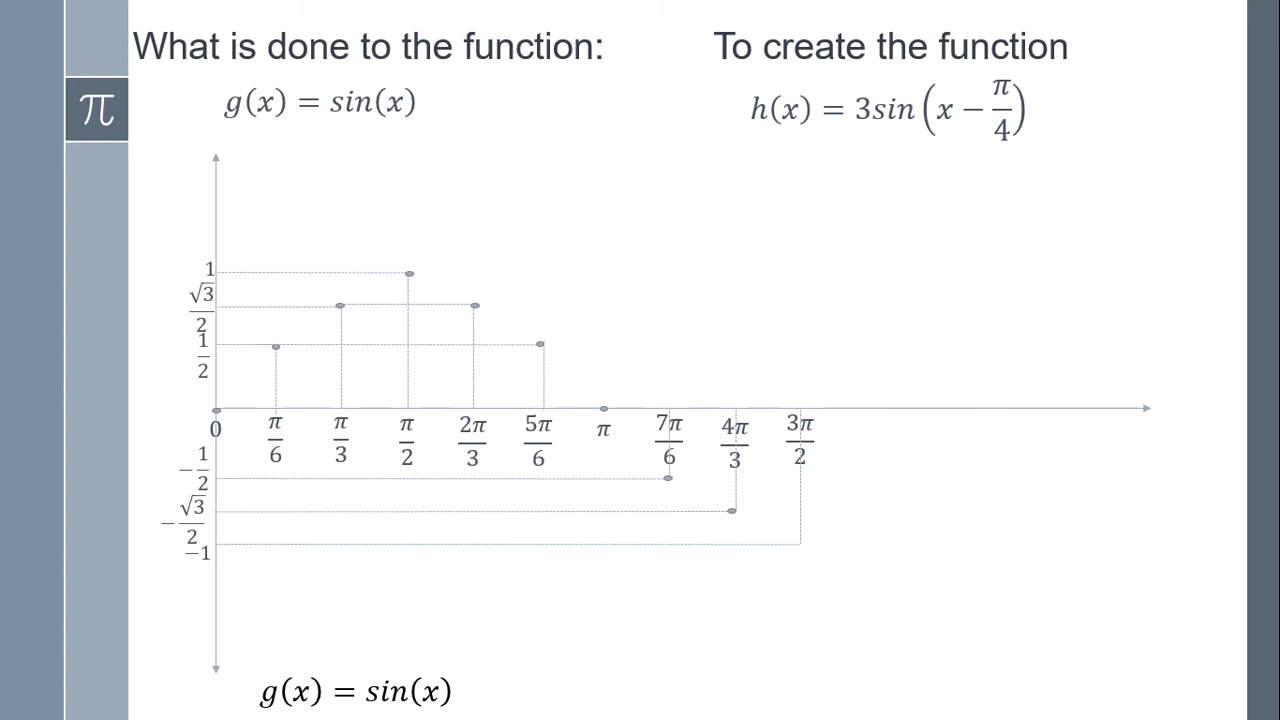 What is done to the function:
To create the function
π
g(x) = sin(x)
h(x) = 3sin(x − π/4)
1
√3/2
1/2
0
π/6
π/3
π/2
2π/3
5π/6
π
7π/6
4π/3
3π/2
−1/2
−√3/2
−1
g(x) = sin(x)